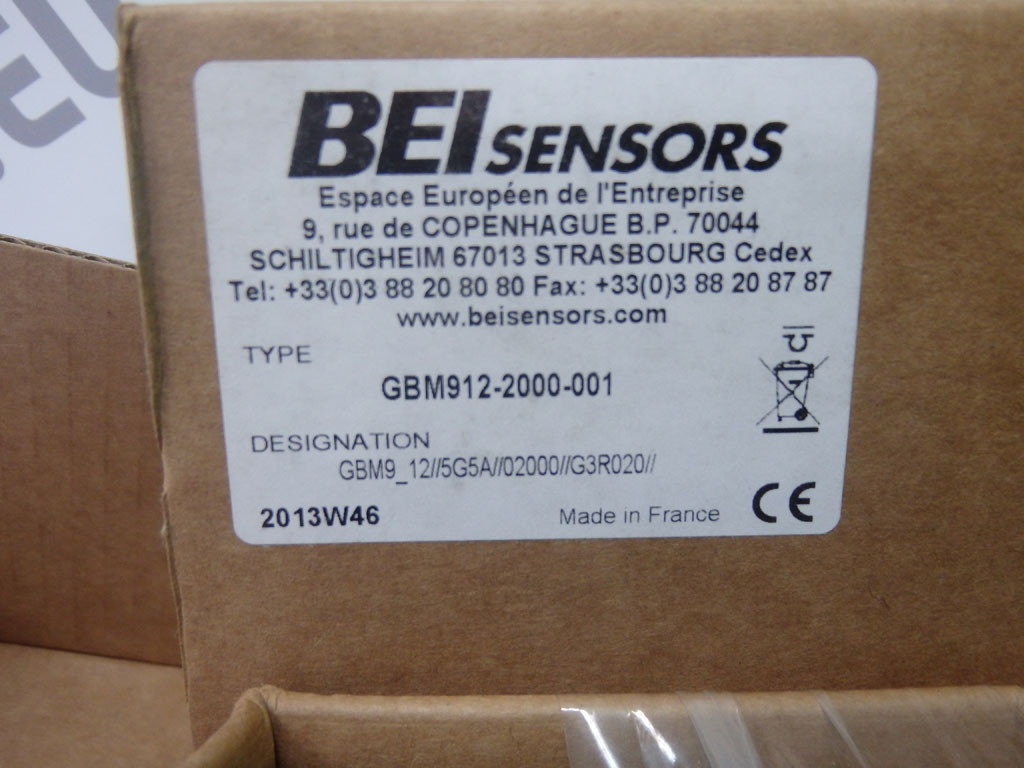 BEI SENSORS
Espace Européen de l'Entreprise
9, rue de COPENHAGUE B.P. 70044
SCHILTIGHEIM 67013 STRASBOURG Cedex
Tel: +33(0)3 88 20 80 80 Fax: +33(0)3 88 20 87 87
www.beisensors.com
TYPE
GBM912-2000-001
DESIGNATION
GBM9_12//5G5A//02000//G3R020//
2013W46
Made in France
CE